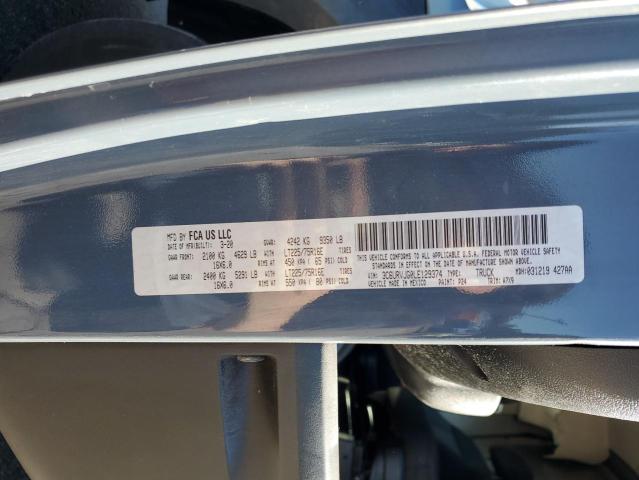 MFD BY FCA US LLC
DATE OF MFR(BUILT): 3-20 GVWR: 4242 KG 9350 LB
GAWR FRONT: 2100 KG 4629 LB WITH LT225/75R16E TIRES
16X6.0 RIMS AT 450 KPA ( 65 PSI) COLD
GAWR REAR: 2400 KG 5291 LB WITH LT225/75R16E TIRES
16X6.0 RIMS AT 550 KPA ( 80 PSI) COLD
THIS VEHICLE CONFORMS TO ALL APPLICABLE U.S.A. FEDERAL MOTOR VEHICLE
SAFETY STANDARDS IN EFFECT ON THE DATE OF MANUFACTURE SHOWN ABOVE.
VIN: TYPE: TRUCK MDH: 031219 427AA
VEHICLE MADE IN MEXICO PAINT: TRIM: A7X9